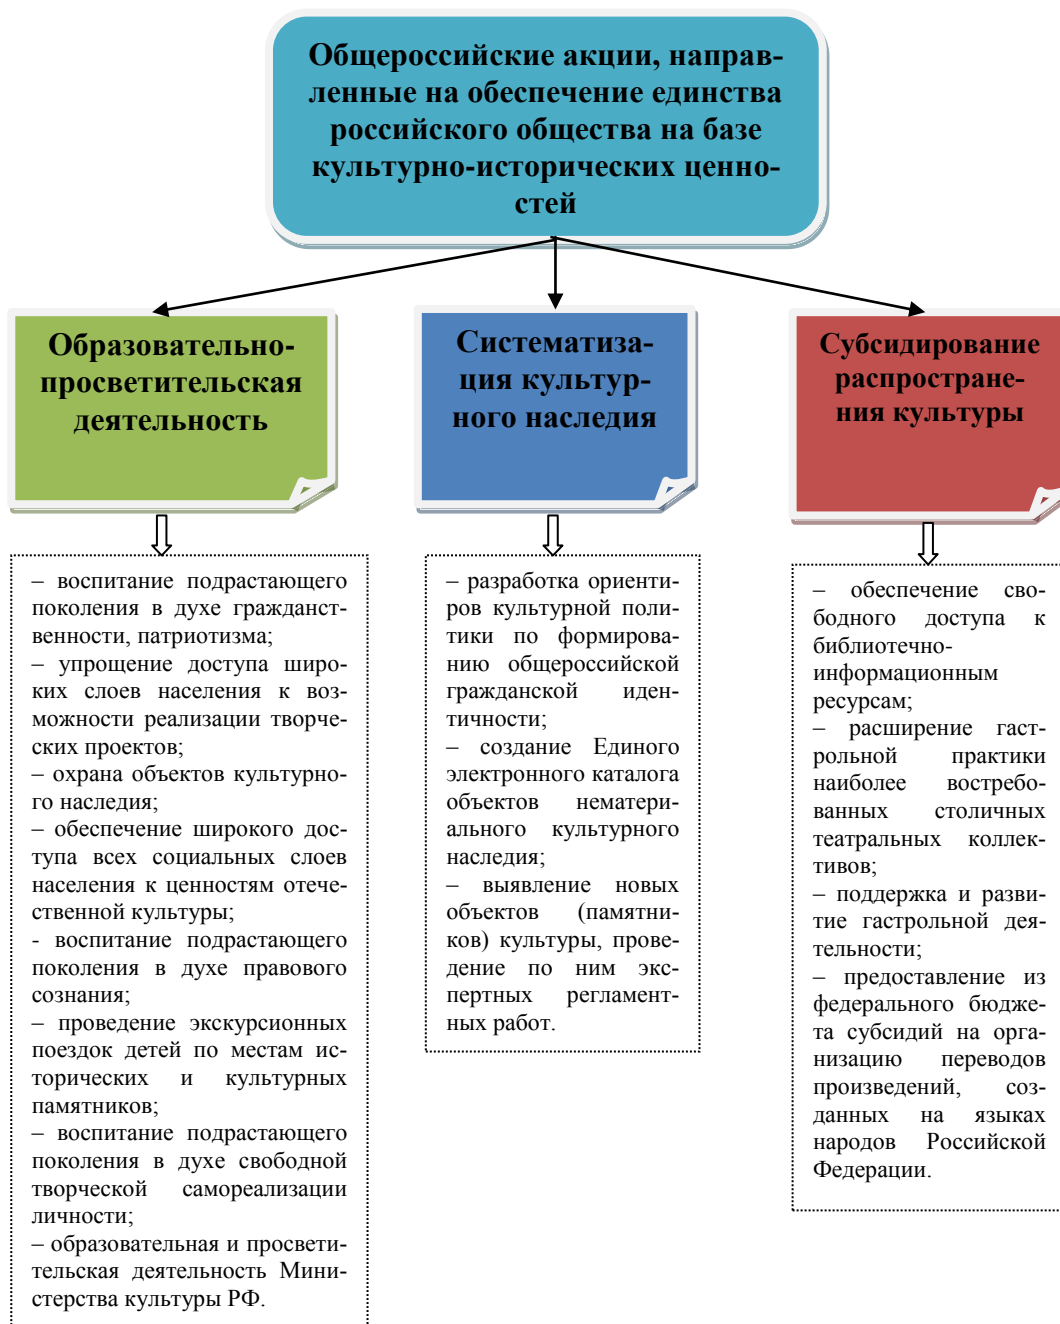 Общероссийские акции, направ-
ленные на обеспечение единства
российского общества на базе
культурно-исторических ценно-
стей
Образовательно-
просветительская
деятельность
Систематиза-
ция культур-
ного наследия
Субсидирование
распростране-
ния культуры
– воспитание подрастающего
поколения в духе гражданст-
венности, патриотизма;
– упрощение доступа широ-
ких слоев населения к воз-
можности реализации творче-
ских проектов;
– охрана объектов культурно-
го наследия;
– обеспечение широкого дос-
тупа всех социальных слоев
населения к ценностям отече-
ственной культуры;
- воспитание подрастающего
поколения в духе правового
сознания;
– проведение экскурсионных
поездок детей по местам ис-
торических и культурных
памятников;
– воспитание подрастающего
поколения в духе свободной
творческой самореализации
личности;
– образовательная и просвети-
тельская деятельность Мини-
стерства культуры РФ.
– разработка ориенти-
ров культурной поли-
тики по формирова-
нию общероссийской
гражданской иден-
тичности;
– создание Единого
электронного каталога
объектов нематери-
ального культурного
наследия;
– выявление новых
объектов (памятни-
ков) культуры, прове-
дение по ним экс-
пертных регламент-
ных работ.
– обеспечение сво-
бодного доступа к
библиотечно-
информационным
ресурсам;
– расширение гаст-
рольной практики
наиболее востребо-
ванных столичных
театральных коллек-
тивов;
– поддержка и разви-
тие гастрольной дея-
тельности;
– предоставление из
федерального бюдже-
та субсидий на орга-
низацию переводов
произведений, соз-
данных на языках
народов Российской
Федерации.